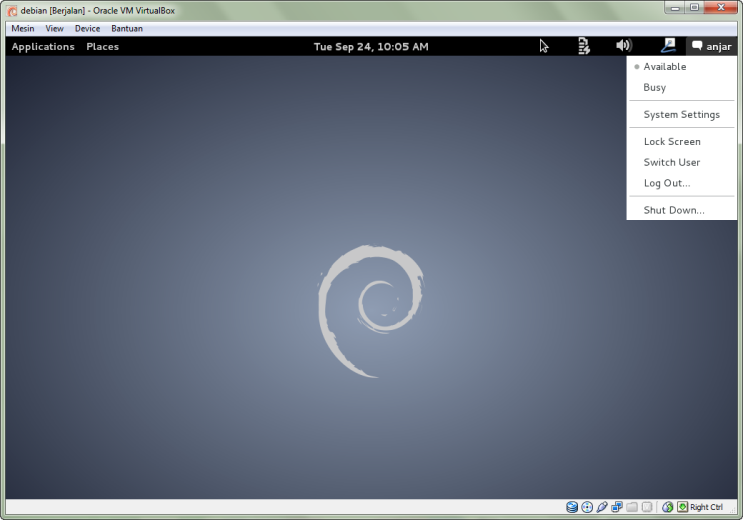 debian [Berjalan] - Oracle VM VirtualBox
Mesin View Device Bantuan
Applications Places Tue Sep 24, 10:05 AM anjar
Available
Busy
System Settings
Lock Screen
Switch User
Log Out...
Shut Down...
Right Ctrl